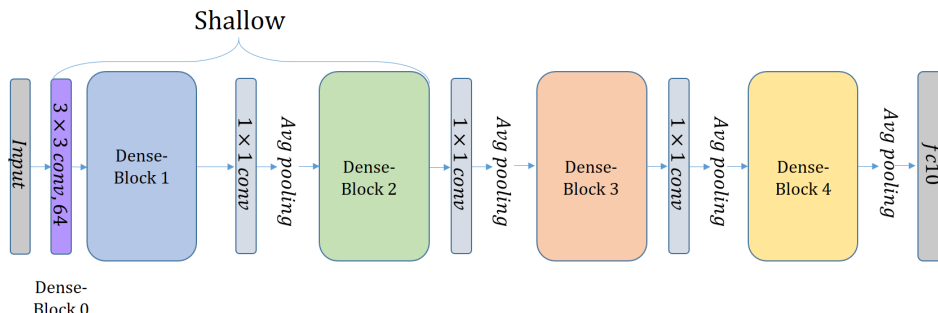 Shallow
Input
3 × 3 conv, 64
Dense-
Block 1
1 × 1 conv
Avg pooling
Dense-
Block 2
1 × 1 conv
Avg pooling
Dense-
Block 3
1 × 1 conv
Avg pooling
Dense-
Block 4
Avg pooling
fc10
Dense-
Block 0